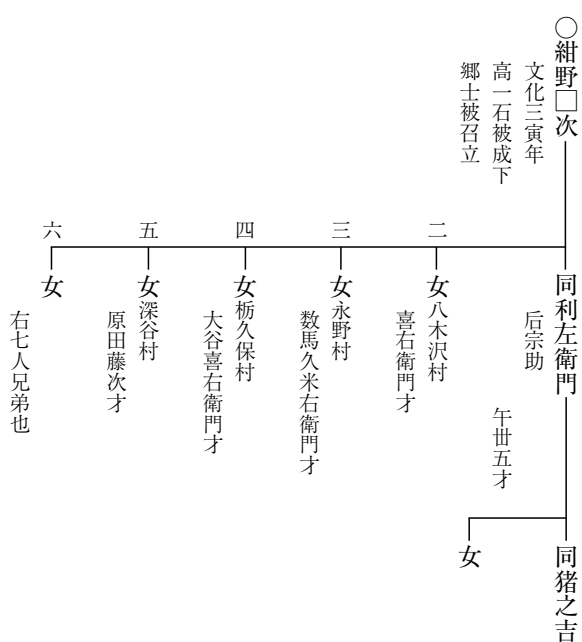 〇紺野□次
文化三寅年
高一石被成下
郷士被召立
同利左衛門
后宗助
午丗五才
同猪之吉
女
二
女八木沢村
喜右衛門才
三
女永野村
数馬久米右衛門才
四
女栃久保村
大谷喜右衛門才
五
女深谷村
原田藤次才
六
女
右七人兄弟也